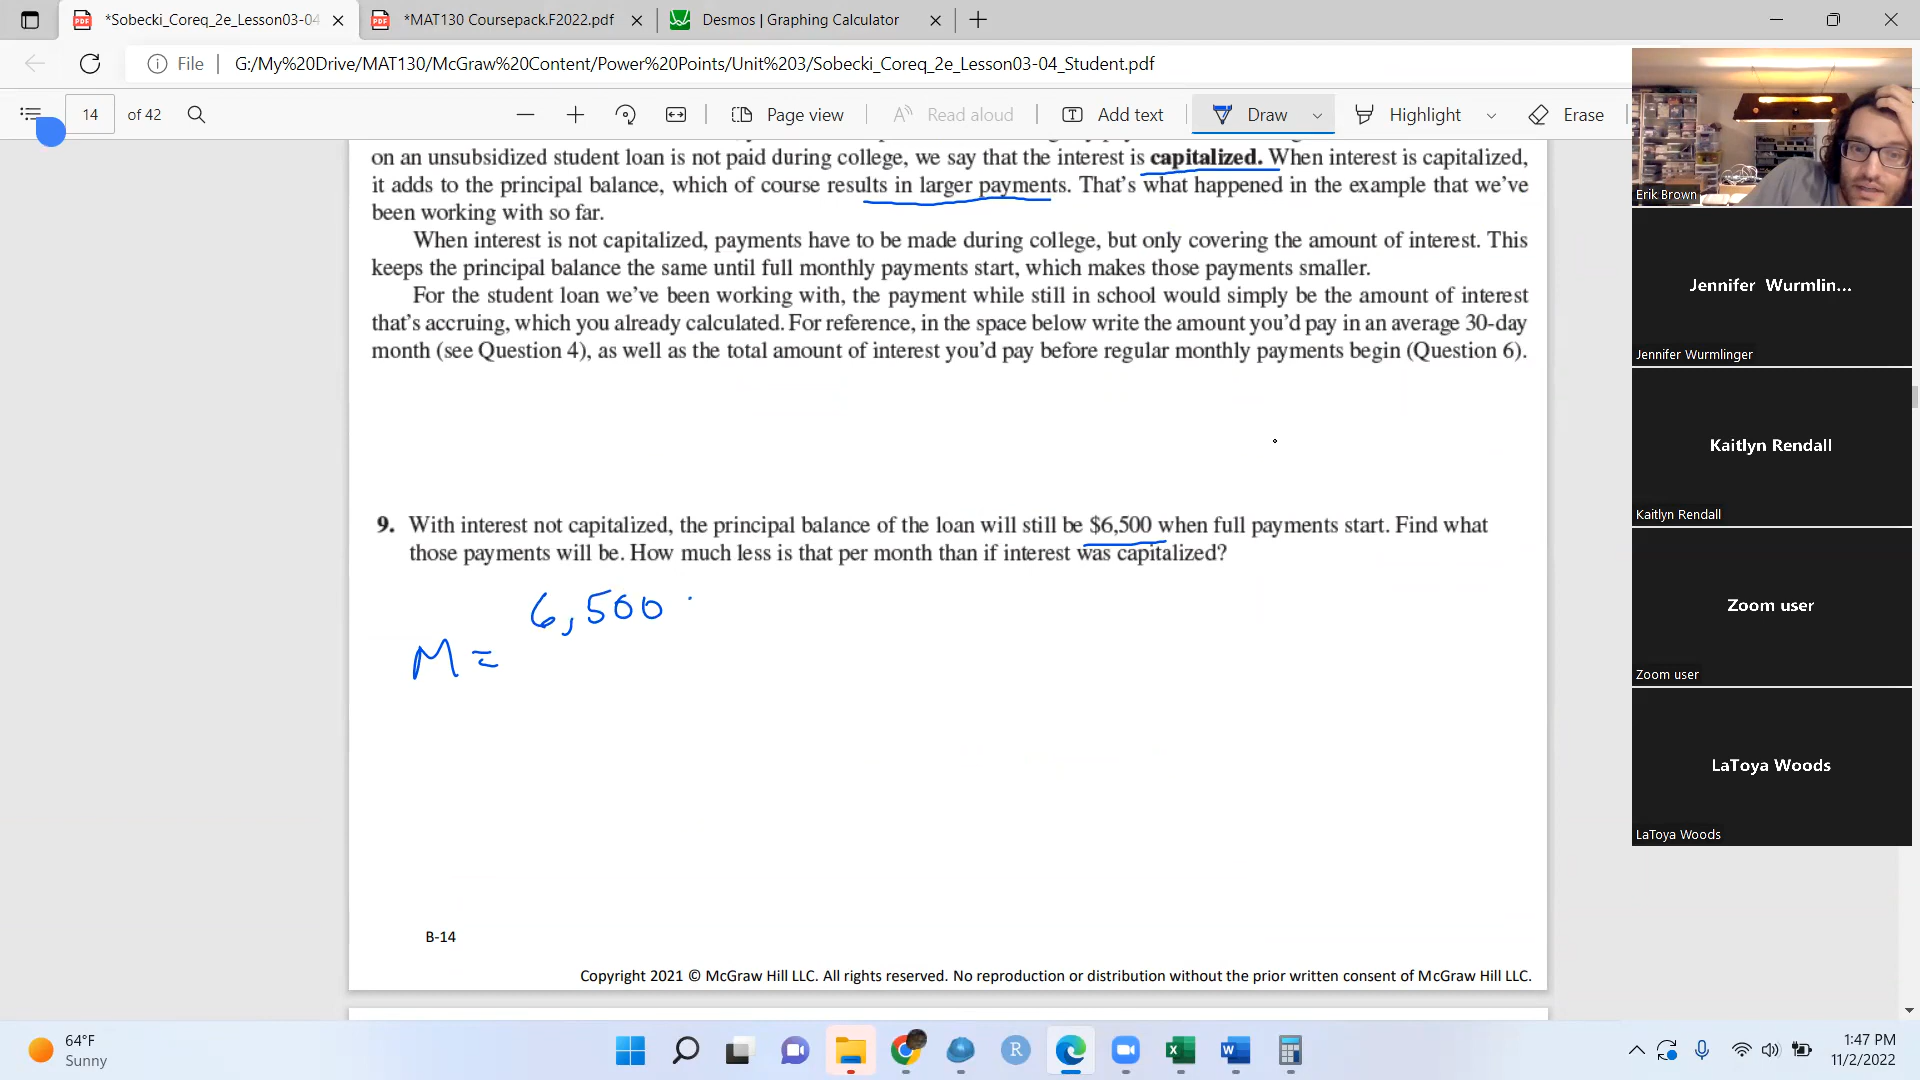 *Sobecki_Coreq_2e_Lesson03-04
*MAT130 Coursepack.F2022.pdf
Desmos | Graphing Calculator
File
G:/My%20Drive/MAT130/McGraw%20Content/Power%20Points/Unit%203/Sobecki_Coreq_2e_Lesson03-04_Student.pdf
14 of 42
Page view
Read aloud
Add text
Draw
Highlight
Erase
on an unsubsidized student loan is not paid during college, we say that the interest is capitalized. When interest is capitalized,
it adds to the principal balance, which of course results in larger payments. That's what happened in the example that we've
been working with so far.
When interest is not capitalized, payments have to be made during college, but only covering the amount of interest. This
keeps the principal balance the same until full monthly payments start, which makes those payments smaller.
For the student loan we've been working with, the payment while still in school would simply be the amount of interest
that's accruing, which you already calculated. For reference, in the space below write the amount you'd pay in an average 30-day
month (see Question 4), as well as the total amount of interest you'd pay before regular monthly payments begin (Question 6).
9. With interest not capitalized, the principal balance of the loan will still be $6,500 when full payments start. Find what
those payments will be. How much less is that per month than if interest was capitalized?
6,500 ·
M =
B-14
Copyright 2021 © McGraw Hill LLC. All rights reserved. No reproduction or distribution without the prior written consent of McGraw Hill LLC.
Erik Brown
Jennifer Wurmlin...
Jennifer Wurmlinger
Kaitlyn Rendall
Kaitlyn Rendall
Zoom user
Zoom user
LaToya Woods
LaToya Woods
64°F
Sunny
1:47 PM
11/2/2022